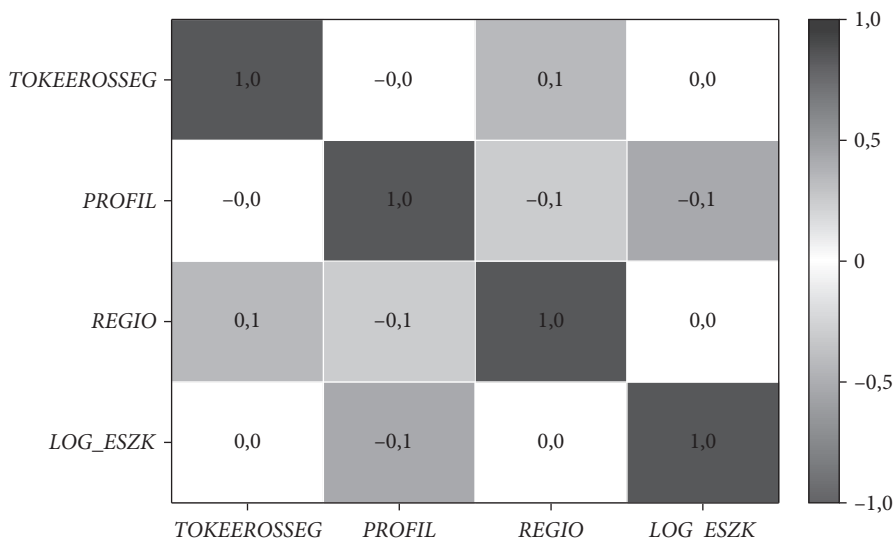 TOKEEROSSEG 1,0 –0,0 0,1 0,0
PROFIL –0,0 1,0 –0,1 –0,1
REGIO 0,1 –0,1 1,0 0,0
LOG_ESZK 0,0 –0,1 0,0 1,0
TOKEEROSSEG PROFIL REGIO LOG ESZK
1,0
0,5
0
–0,5
–1,0